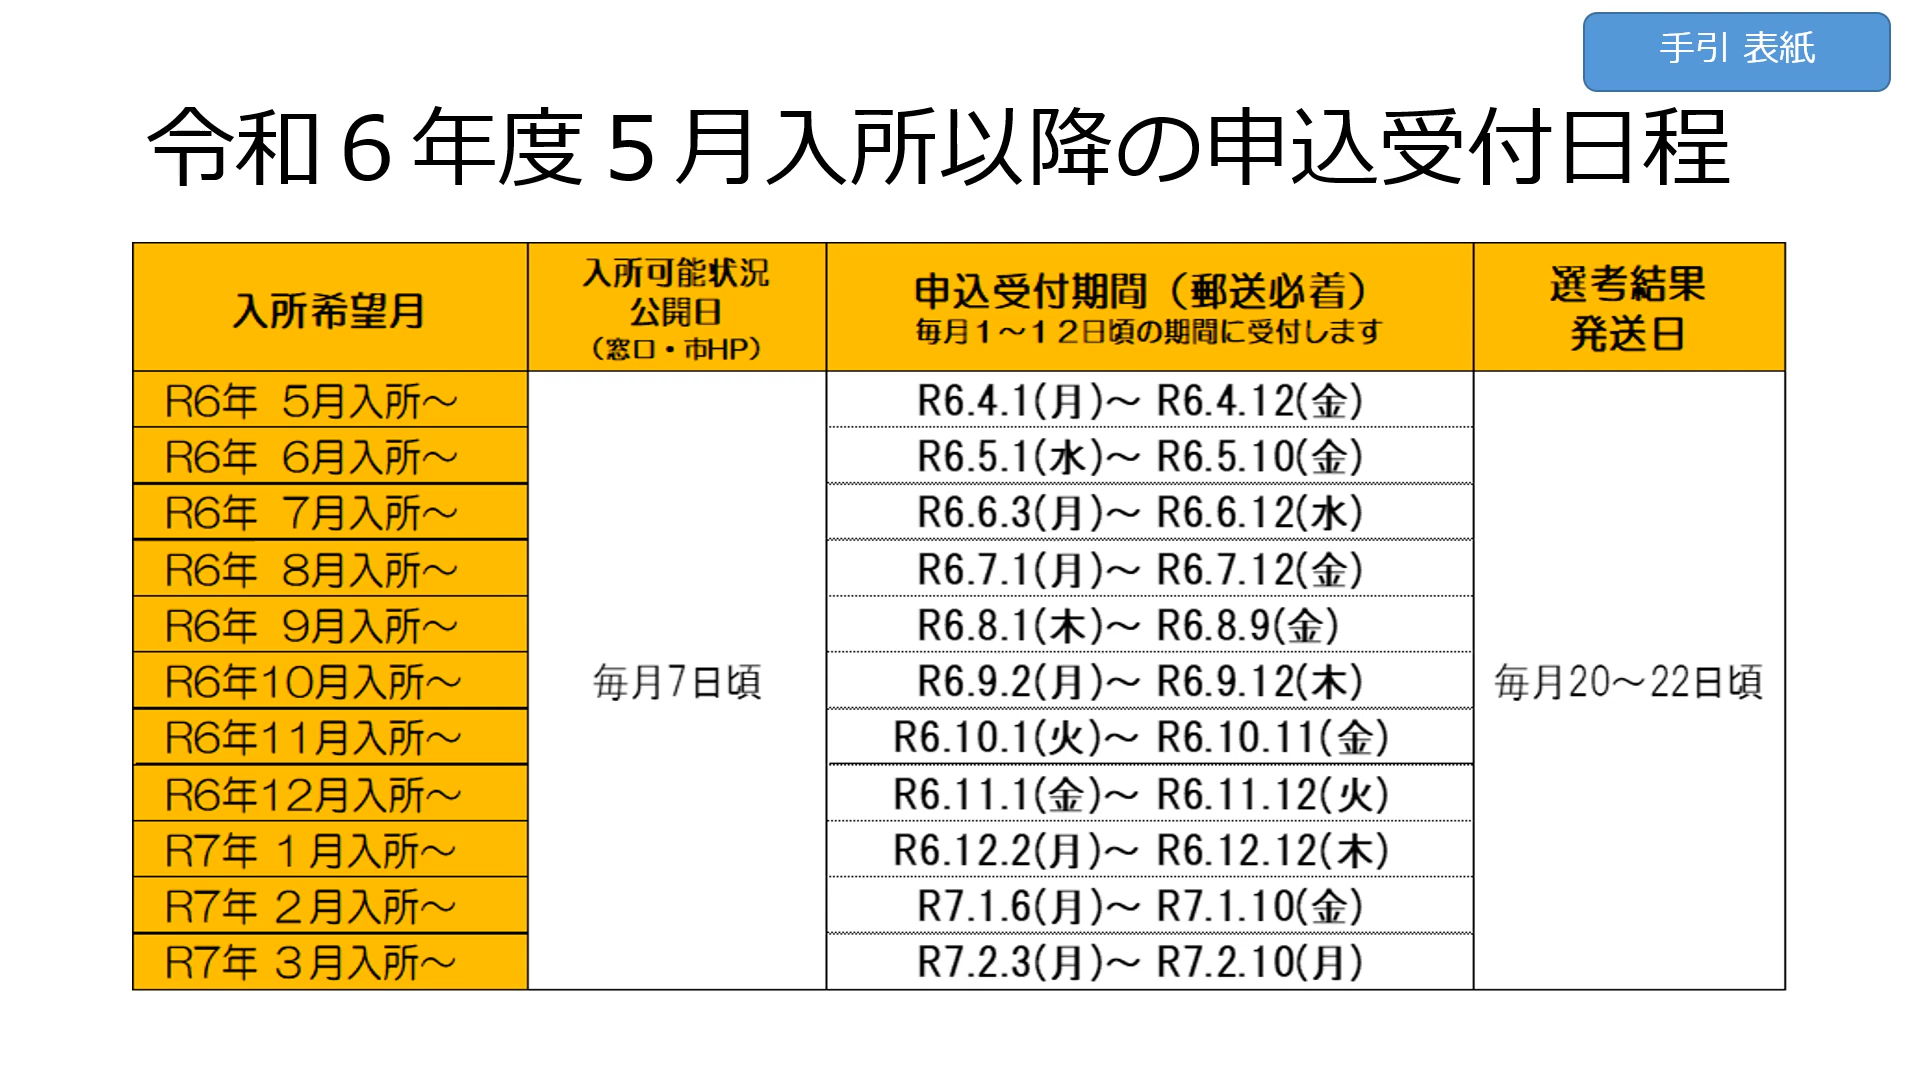 手引 表紙
令和６年度５月入所以降の申込受付日程
入所希望月
入所可能状況
公開日
（窓口・市HP）
申込受付期間（郵送必着）
毎月１～１２日頃の期間に受付します
選考結果
発送日
R6年 5月入所～
R6.4.1(月)～ R6.4.12(金)
R6年 6月入所～
R6.5.1(水)～ R6.5.10(金)
R6年 7月入所～
R6.6.3(月)～ R6.6.12(水)
R6年 8月入所～
R6.7.1(月)～ R6.7.12(金)
R6年 9月入所～
R6.8.1(木)～ R6.8.9(金)
R6年10月入所～
毎月7日頃
R6.9.2(月)～ R6.9.12(木)
毎月20～22日頃
R6年11月入所～
R6.10.1(火)～ R6.10.11(金)
R6年12月入所～
R6.11.1(金)～ R6.11.12(火)
R7年 １月入所～
R6.12.2(月)～ R6.12.12(木)
R7年 ２月入所～
R7.1.6(月)～ R7.1.10(金)
R7年 ３月入所～
R7.2.3(月)～ R7.2.10(月)